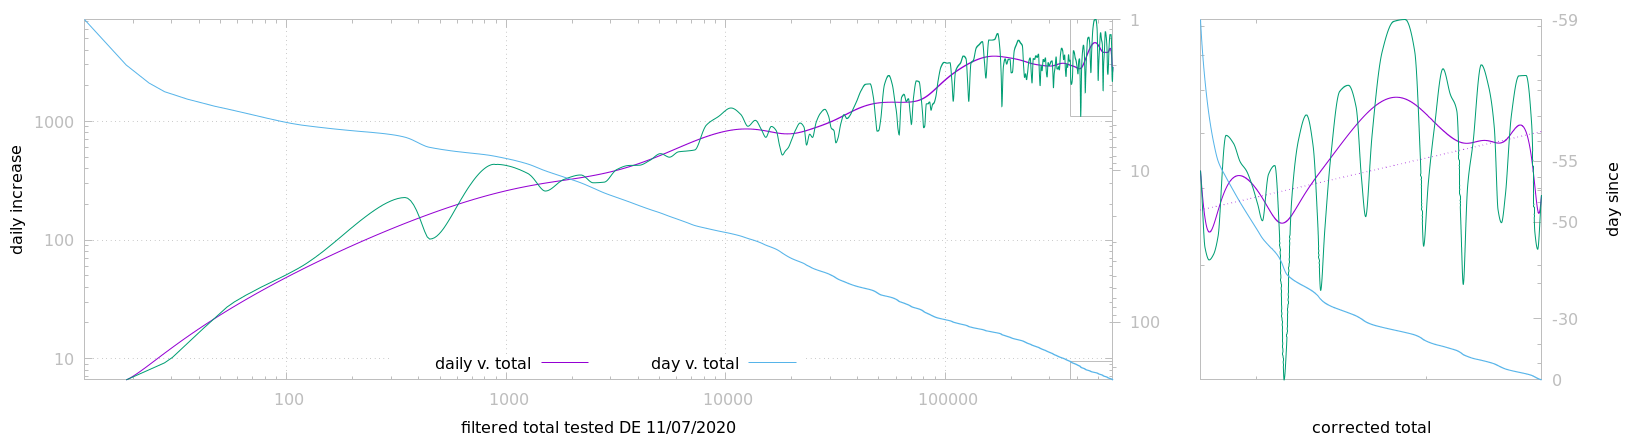 daily increase
1000
100
10
100
1000
10000
100000
filtered total tested DE 11/07/2020
daily v. total
day v. total
1
10
100
-59
-55
-50
-30
0
day since
corrected total